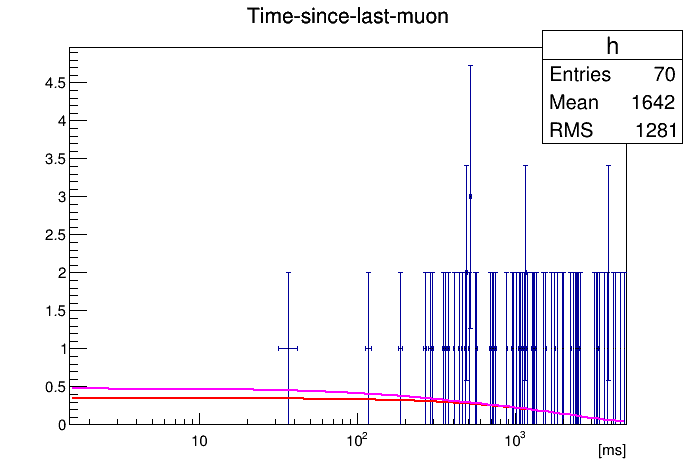 Time-since-last-muon
h
Entries 70
Mean 1642
RMS 1281
4.5
4
3.5
3
2.5
2
1.5
1
0.5
0
10 10² 10³
[ms]